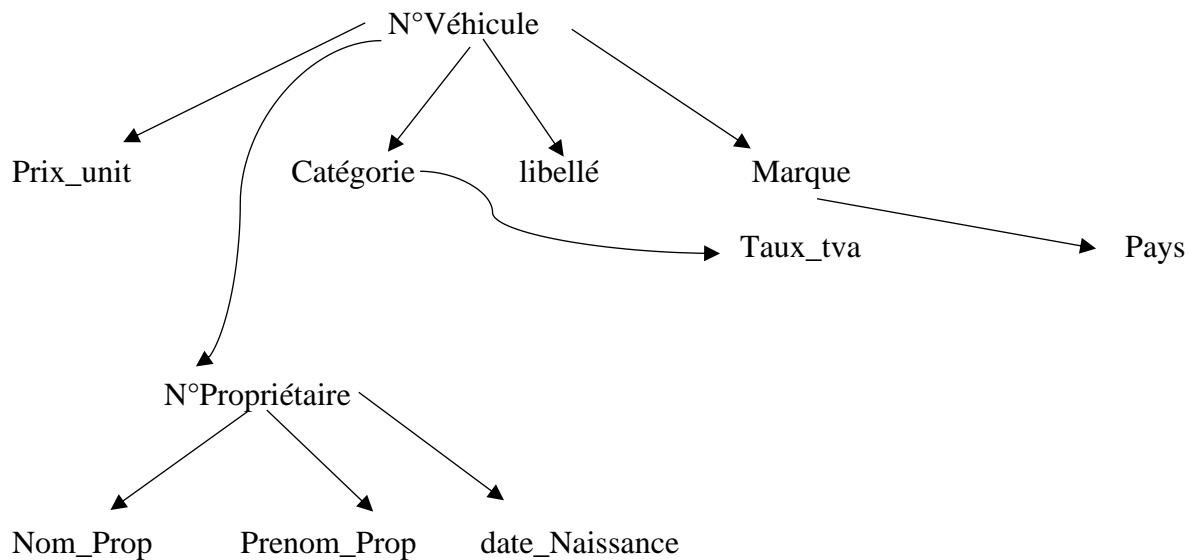 N°Véhicule
Prix_unit Catégorie libellé Marque
Taux_tva Pays
N°Propriétaire
Nom_Prop Prenom_Prop date_Naissance